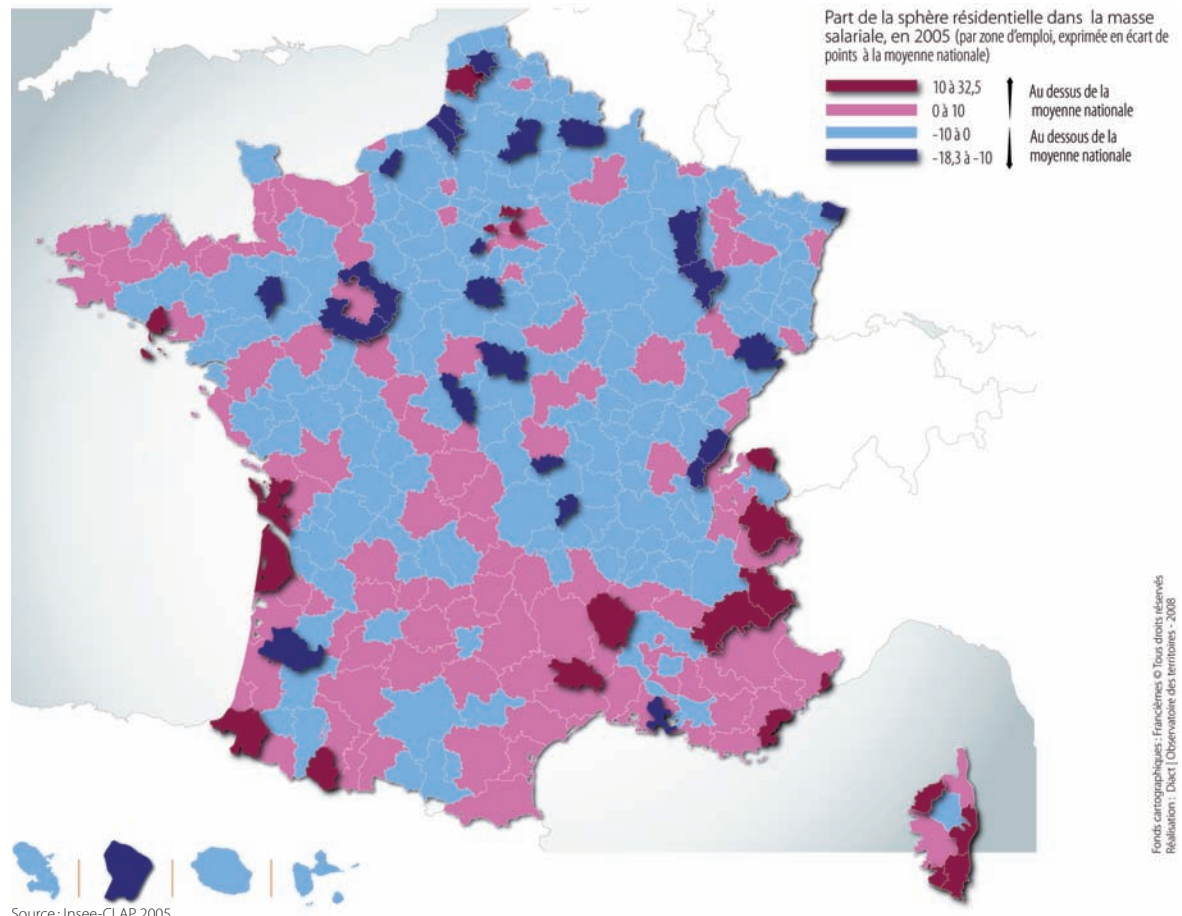 Part de la sphère résidentielle dans la masse
salariale, en 2005 (par zone d'emploi, exprimée en écart de
points à la moyenne nationale)
10 à 32,5
0 à 10
-10 à 0
-18,3 à -10
Au dessus de la
moyenne nationale
Au dessous de la
moyenne nationale
Fonds cartographiques : Francièmes © Tous droits réservés
Réalisation : Diact | Observatoire des territoires - 2008
Source : Insee-CLAP 2005